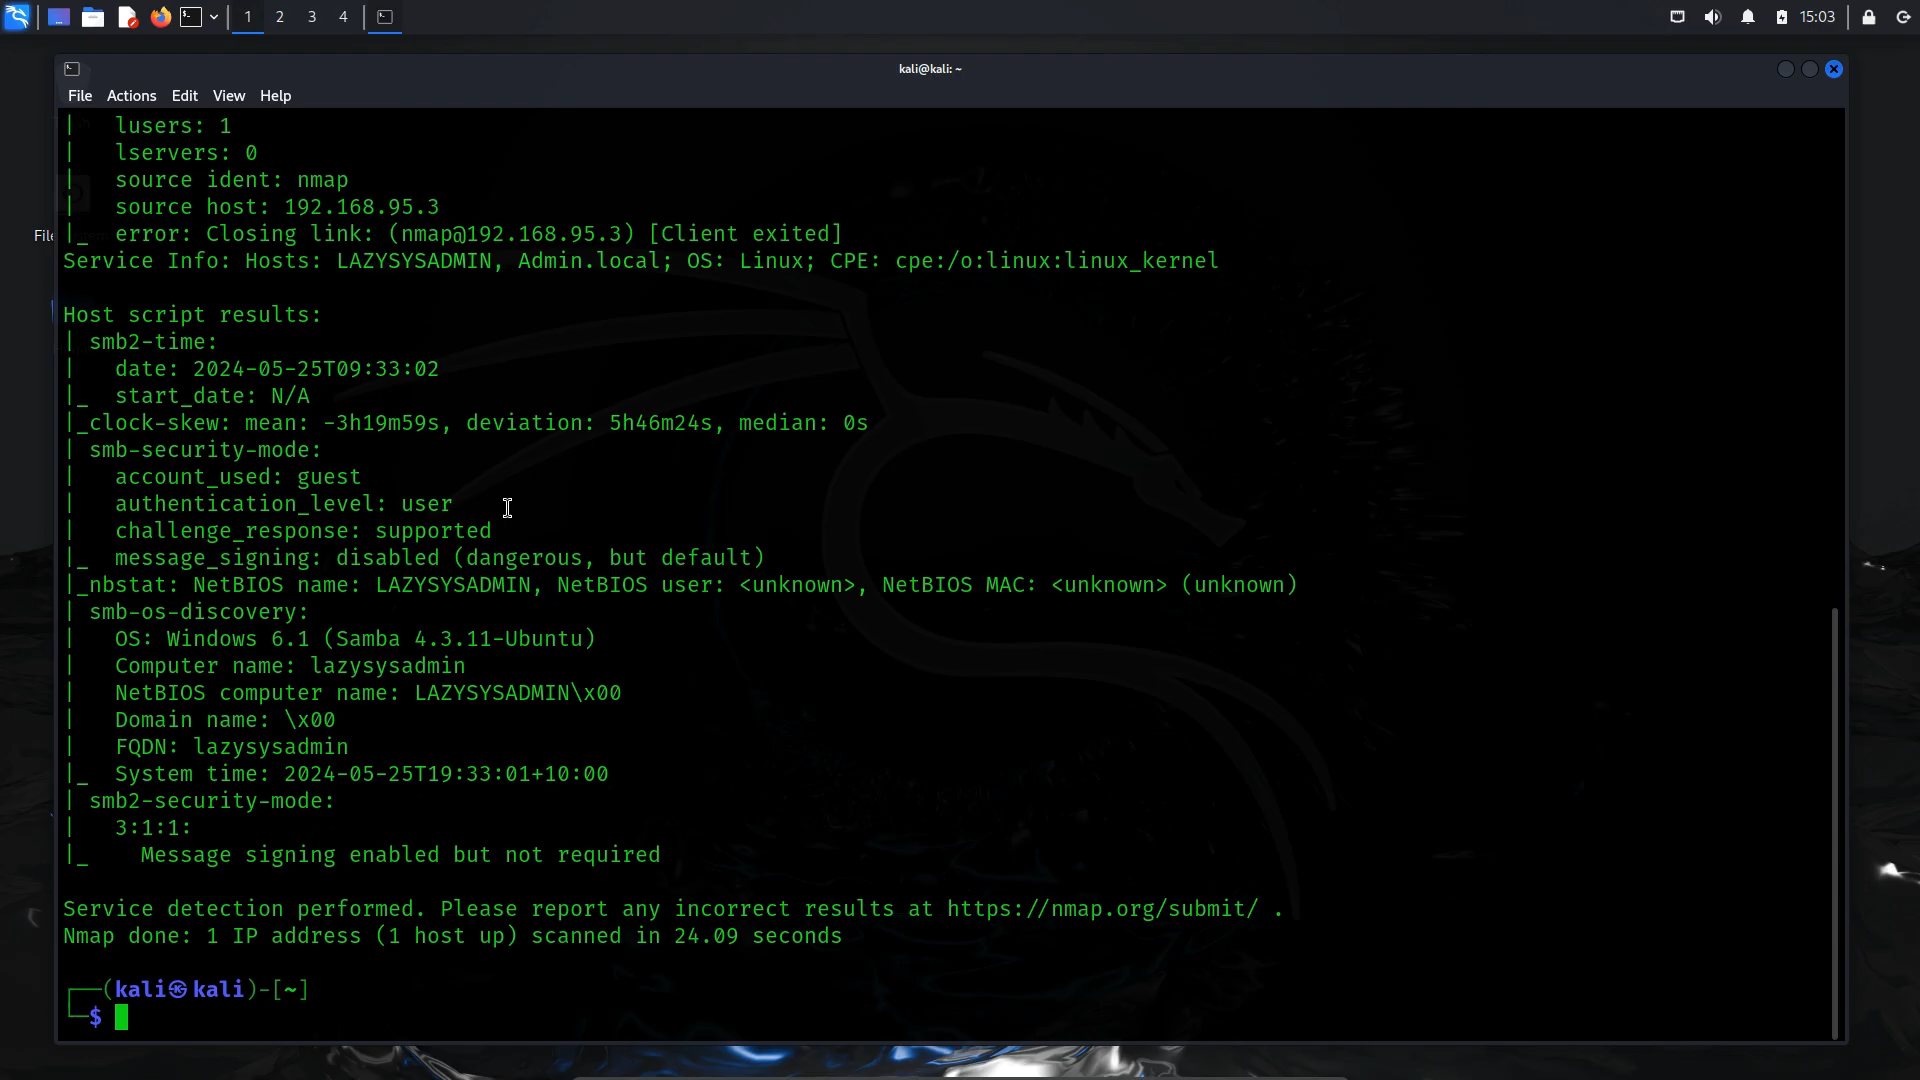 1 2 3 4
15:03
kali@kali: ~
File Actions Edit View Help
| lusers: 1
| lservers: 0
| source ident: nmap
| source host: 192.168.95.3
|_ error: Closing link: (nmap@192.168.95.3) [Client exited]
Service Info: Hosts: LAZYSYSADMIN, Admin.local; OS: Linux; CPE: cpe:/o:linux:linux_kernel
Host script results:
| smb2-time:
| date: 2024-05-25T09:33:02
|_ start_date: N/A
|_clock-skew: mean: -3h19m59s, deviation: 5h46m24s, median: 0s
| smb-security-mode:
| account_used: guest
| authentication_level: user
| challenge_response: supported
|_ message_signing: disabled (dangerous, but default)
|_nbstat: NetBIOS name: LAZYSYSADMIN, NetBIOS user: <unknown>, NetBIOS MAC: <unknown> (unknown)
| smb-os-discovery:
| OS: Windows 6.1 (Samba 4.3.11-Ubuntu)
| Computer name: lazysysadmin
| NetBIOS computer name: LAZYSYSADMIN\x00
| Domain name: \x00
| FQDN: lazysysadmin
|_ System time: 2024-05-25T19:33:01+10:00
| smb2-security-mode:
| 3:1:1:
|_ Message signing enabled but not required
Service detection performed. Please report any incorrect results at https://nmap.org/submit/ .
Nmap done: 1 IP address (1 host up) scanned in 24.09 seconds
┌──(kali㉿kali)-[~]
└─$